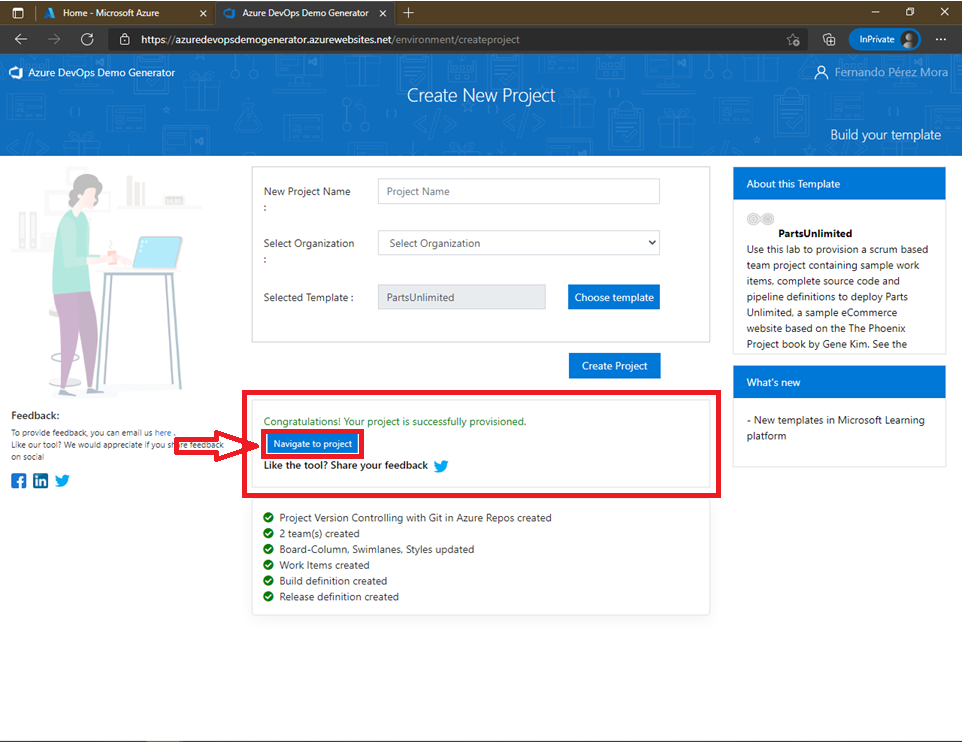 Home - Microsoft Azure
Azure DevOps Demo Generator
https://azuredevopsdemogenerator.azurewebsites.net/environment/createproject
InPrivate
Azure DevOps Demo Generator
Fernando Pérez Mora
Create New Project
Build your template
New Project Name
:
Project Name
Select Organization
:
Select Organization
Selected Template :
PartsUnlimited
Choose template
Create Project
About this Template
PartsUnlimited
Use this lab to provision a scrum based
team project containing sample work
items, complete source code and
pipeline definitions to deploy Parts
Unlimited, a sample eCommerce
website based on the The Phoenix
Project book by Gene Kim. See the
What's new
- New templates in Microsoft Learning
platform
Feedback:
To provide feedback, you can email us here .
Like our tool? We would appreciate if you share feedback
on social
Congratulations! Your project is successfully provisioned.
Navigate to project
Like the tool? Share your feedback
Project Version Controlling with Git in Azure Repos created
2 team(s) created
Board-Column, Swimlanes, Styles updated
Work Items created
Build definition created
Release definition created